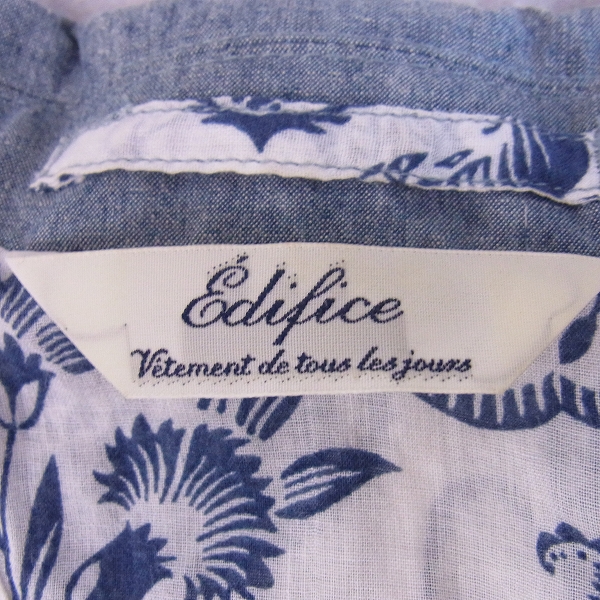 Édifice
Vêtement de tous les jours